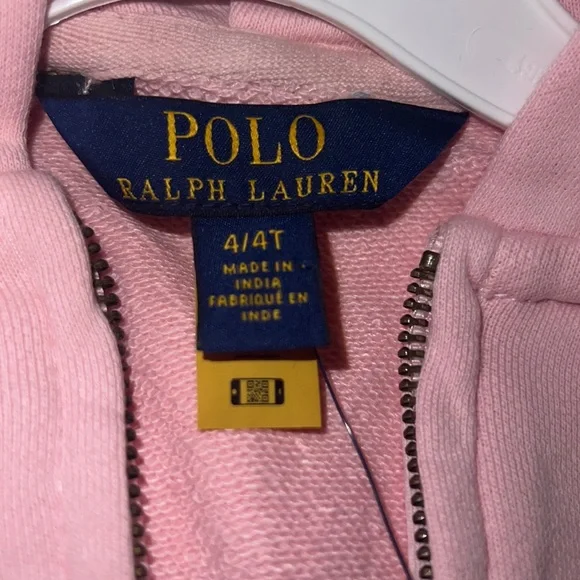 POLO
RALPH LAUREN
4/4T
MADE IN
INDIA
FABRIQUÉ EN
INDE